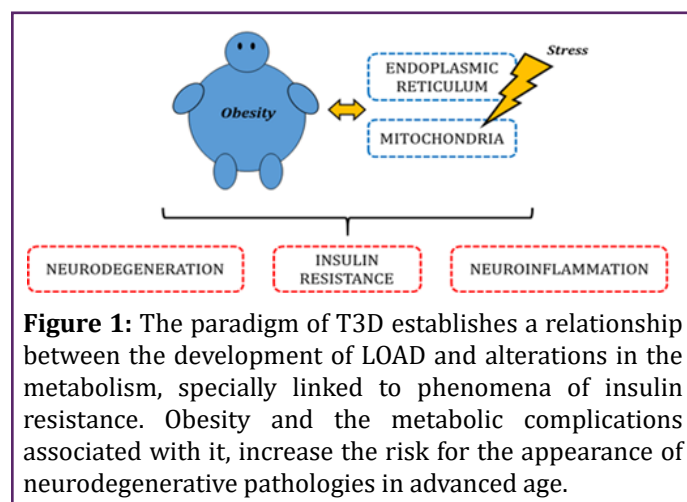 Stress
ENDOPLASMIC
RETICULUM
Obesity
MITOCHONDRIA
NEURODEGENERATION
INSULIN
RESISTANCE
NEUROINFLAMMATION
Figure 1: The paradigm of T3D establishes a relationship
between the development of LOAD and alterations in the
metabolism, specially linked to phenomena of insulin
resistance. Obesity and the metabolic complications
associated with it, increase the risk for the appearance of
neurodegenerative pathologies in advanced age.